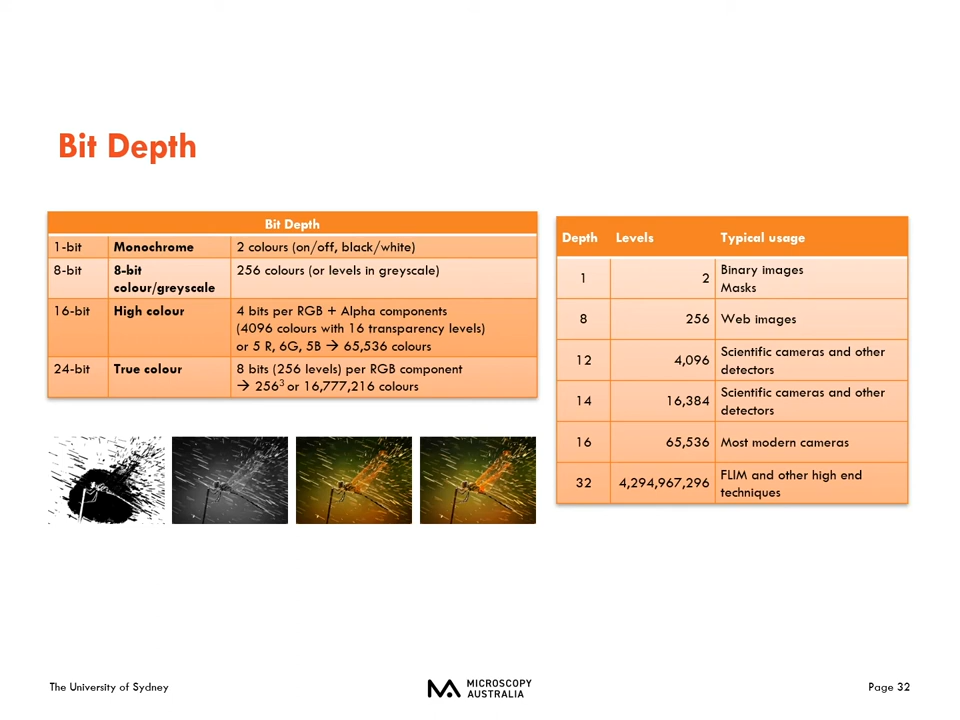 Bit Depth
Bit Depth
1-bit Monochrome 2 colours (on/off, black/white)
8-bit 8-bit 256 colours (or levels in greyscale)
colour/greyscale
16-bit High colour 4 bits per RGB + Alpha components
(4096 colours with 16 transparency levels)
or 5 R, 6G, 5B → 65,536 colours
24-bit True colour 8 bits (256 levels) per RGB component
→ 256³ or 16,777,216 colours
Depth Levels Typical usage
1 2 Binary images
Masks
8 256 Web images
12 4,096 Scientific cameras and other
detectors
14 16,384 Scientific cameras and other
detectors
16 65,536 Most modern cameras
32 4,294,967,296 FLIM and other high end
techniques
The University of Sydney
MICROSCOPY
AUSTRALIA
Page 32